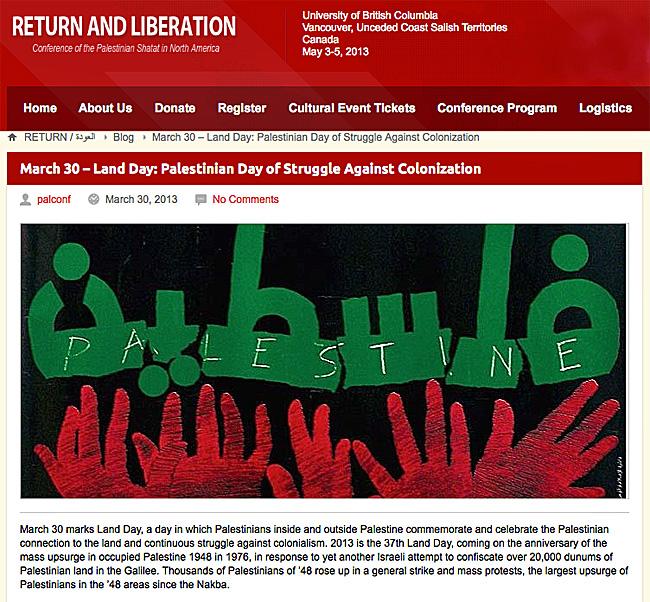 RETURN AND LIBERATION
Conference of the Palestinian Shatat in North America
University of British Columbia
Vancouver, Unceded Coast Salish Territories
Canada
May 3-5, 2013
Home About Us Donate Register Cultural Event Tickets Conference Program Logistics
RETURN / العودة Blog March 30 – Land Day: Palestinian Day of Struggle Against Colonization
March 30 – Land Day: Palestinian Day of Struggle Against Colonization
palconf March 30, 2013 No Comments
فلسطين
PALESTINE
March 30 marks Land Day, a day in which Palestinians inside and outside Palestine commemorate and celebrate the Palestinian
connection to the land and continuous struggle against colonialism. 2013 is the 37th Land Day, coming on the anniversary of the
mass upsurge in occupied Palestine 1948 in 1976, in response to yet another Israeli attempt to confiscate over 20,000 dunums of
Palestinian land in the Galilee. Thousands of Palestinians of '48 rose up in a general strike and mass protests, the largest upsurge of
Palestinians in the '48 areas since the Nakba.